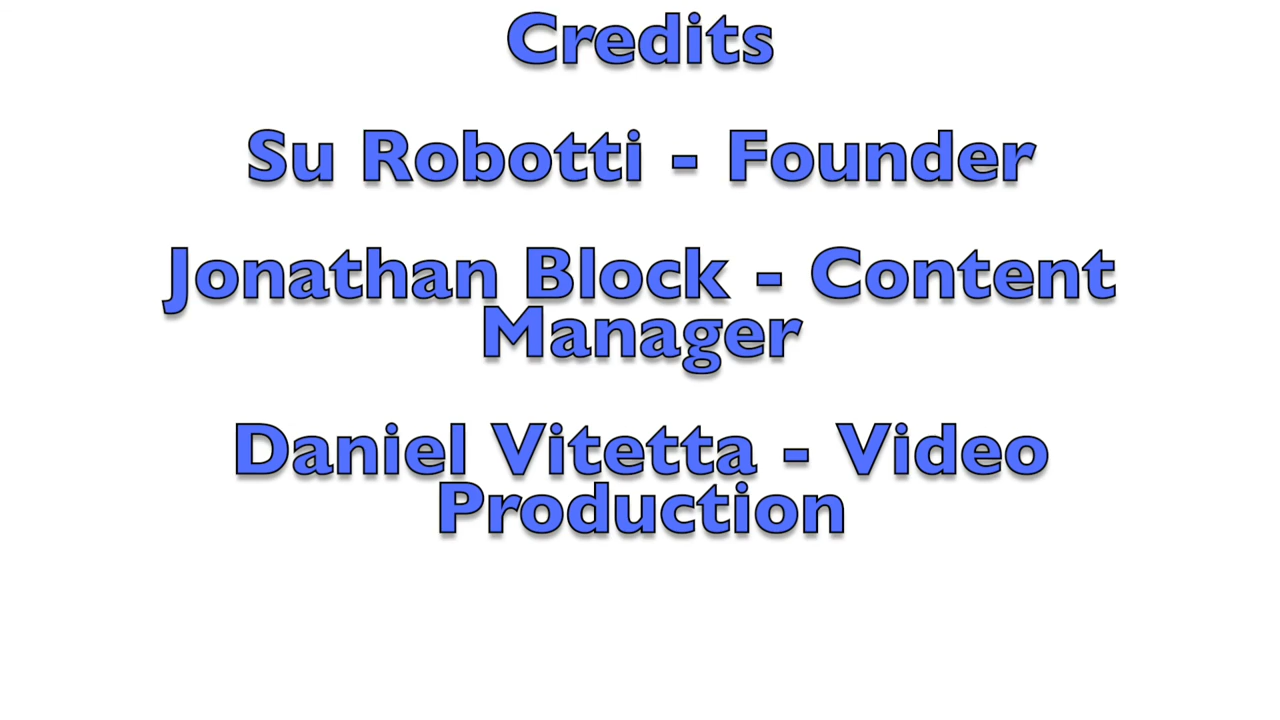 Credits
Su Robotti - Founder
Jonathan Block - Content
Manager
Daniel Vitetta - Video
Production